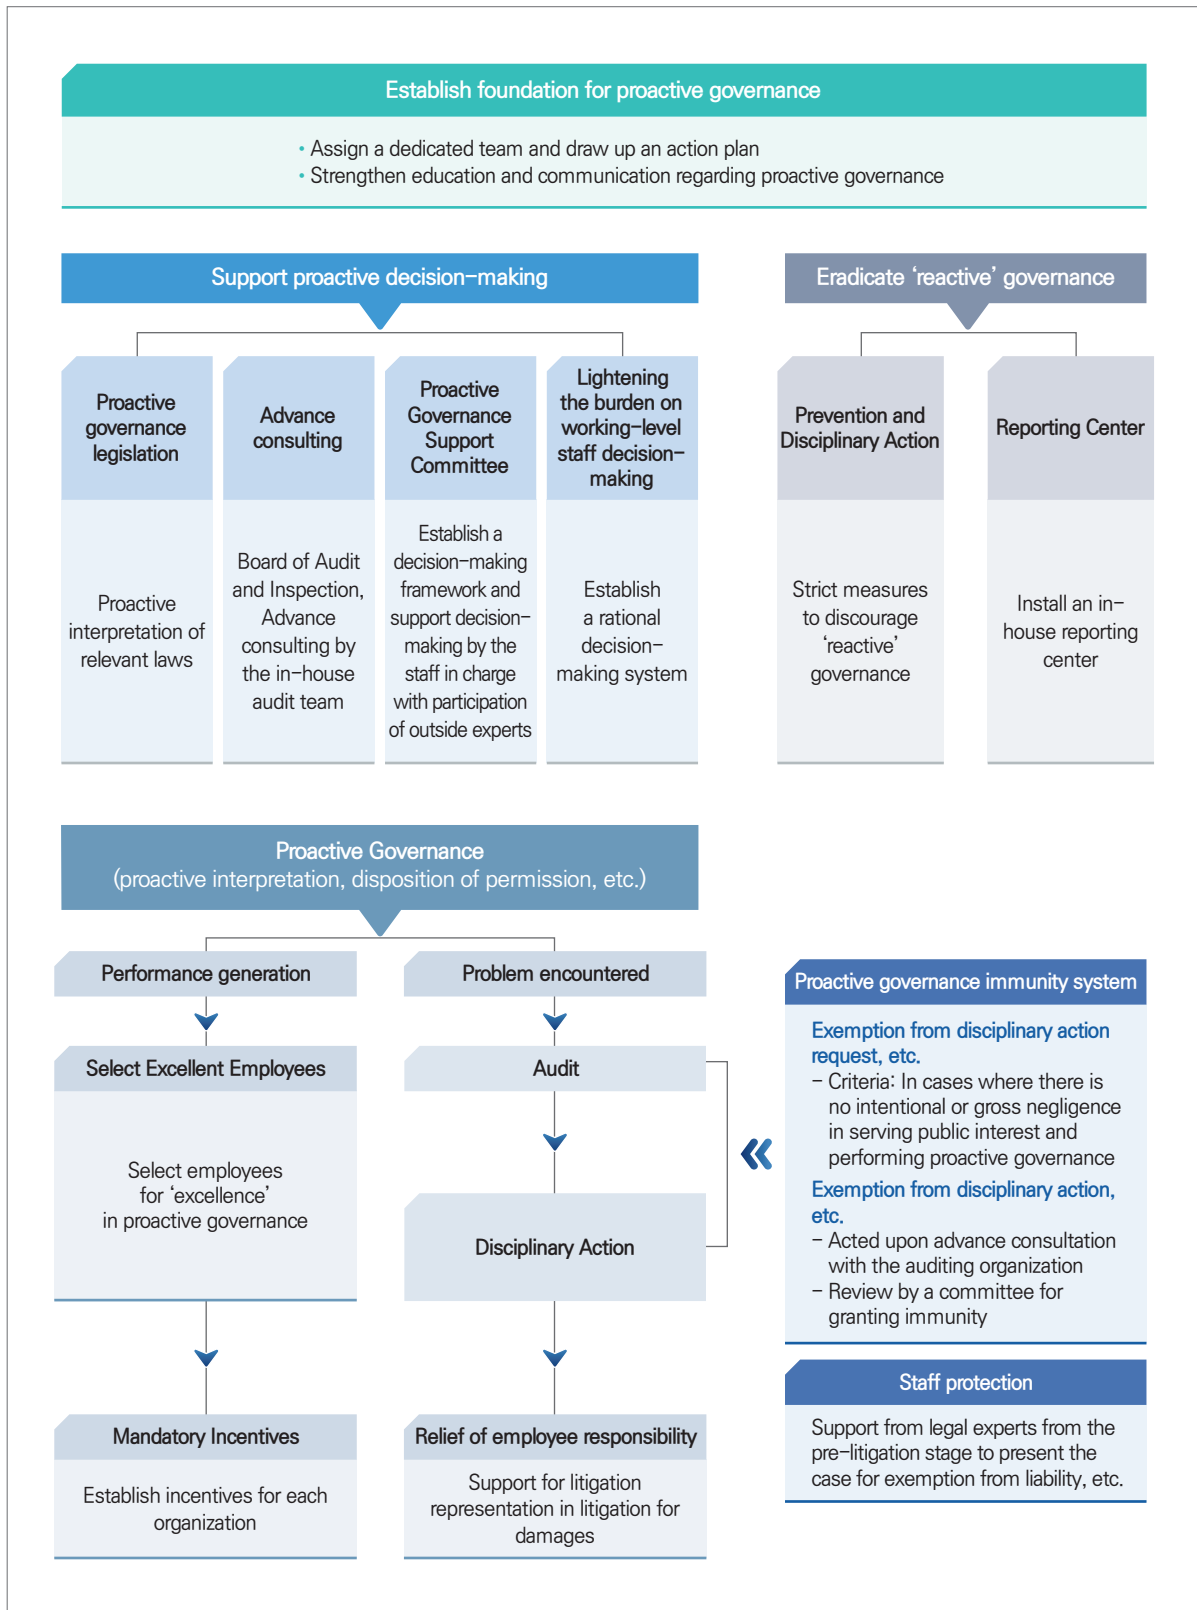 Establish foundation for proactive governance
• Assign a dedicated team and draw up an action plan
• Strengthen education and communication regarding proactive governance
Support proactive decision-making
Proactive
governance
legislation
Proactive
interpretation of
relevant laws
Advance
consulting
Board of Audit
and Inspection,
Advance
consulting by
the in-house
audit team
Proactive
Governance
Support
Committee
Establish a
decision-making
framework and
support decision-
making by the
staff in charge
with participation
of outside experts
Lightening
the burden on
working-level
staff decision-
making
Establish
a rational
decision-
making system
Eradicate ‘reactive’ governance
Prevention and
Disciplinary Action
Strict measures
to discourage
‘reactive’
governance
Reporting Center
Install an in-
house reporting
center
Proactive Governance
(proactive interpretation, disposition of permission, etc.)
Performance generation
Select Excellent Employees
Select employees
for ‘excellence’
in proactive governance
Mandatory Incentives
Establish incentives for each
organization
Problem encountered
Audit
Disciplinary Action
Relief of employee responsibility
Support for litigation
representation in litigation for
damages
Proactive governance immunity system
Exemption from disciplinary action
request, etc.
- Criteria: In cases where there is
no intentional or gross negligence
in serving public interest and
performing proactive governance
Exemption from disciplinary action,
etc.
- Acted upon advance consultation
with the auditing organization
- Review by a committee for
granting immunity
Staff protection
Support from legal experts from the
pre-litigation stage to present the
case for exemption from liability, etc.